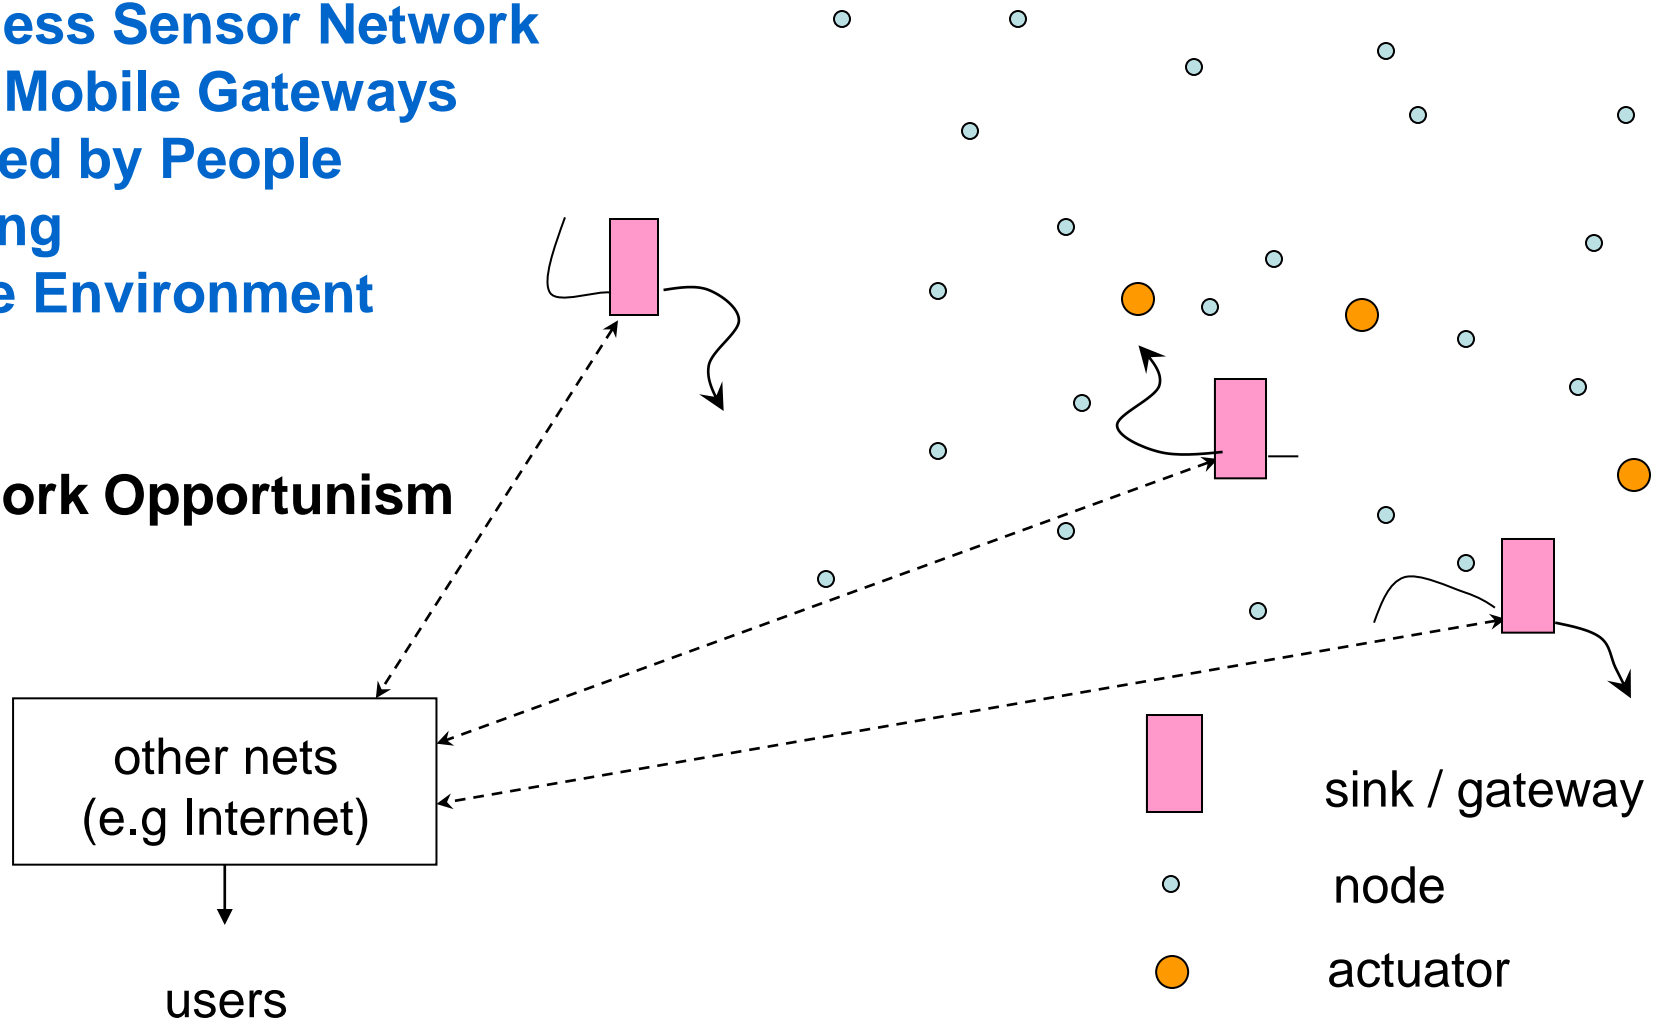 ess Sensor Network
Mobile Gateways
ed by People
ng
e Environment
ork Opportunism
other nets
(e.g Internet)
users
sink / gateway
node
actuator